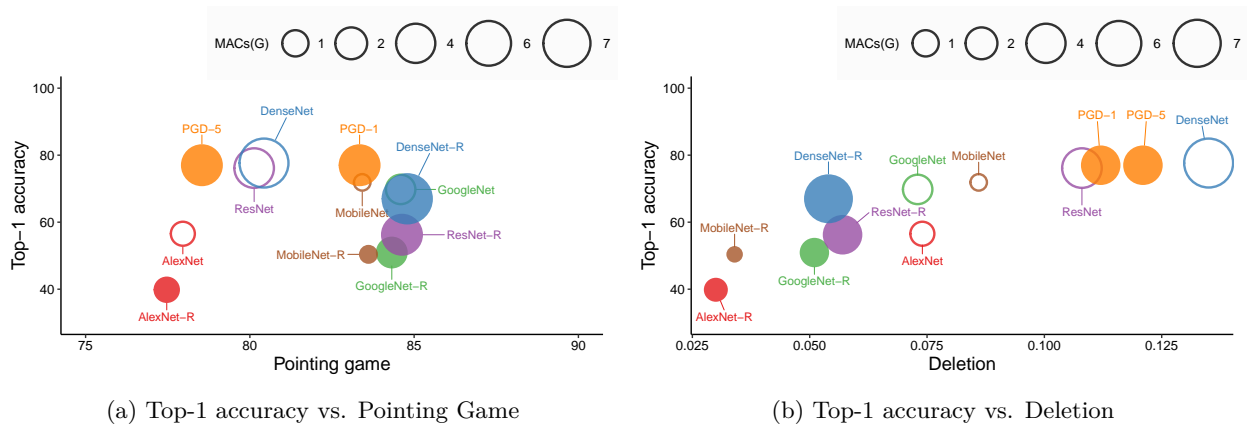 MACs(G) 1 2 4 6 7
100
80
60
40
Top−1 accuracy
DenseNet
PGD−5
PGD−1
DenseNet−R
GoogleNet
ResNet
MobileNet
AlexNet
ResNet−R
MobileNet−R
GoogleNet−R
AlexNet−R
75 80 85 90
Pointing game
(a) Top-1 accuracy vs. Pointing Game
MACs(G) 1 2 4 6 7
100
80
60
40
Top−1 accuracy
PGD−1
PGD−5
DenseNet
DenseNet−R
GoogleNet
MobileNet
ResNet
ResNet−R
MobileNet−R
AlexNet
GoogleNet−R
AlexNet−R
0.025 0.050 0.075 0.100 0.125
Deletion
(b) Top-1 accuracy vs. Deletion